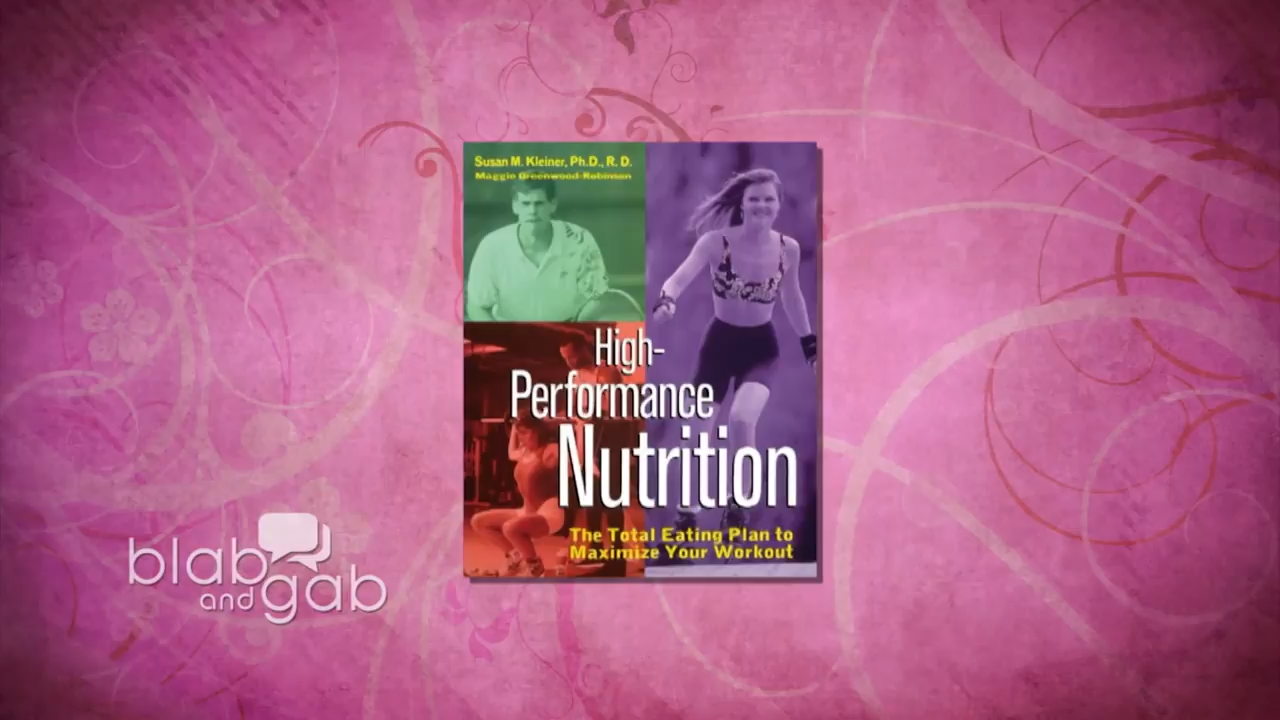 Susan M. Kleiner, Ph.D., R. D.
Maggie Greenwood-Robinson
High-
Performance
Nutrition
The Total Eating Plan to
Maximize Your Workout
blab
and gab